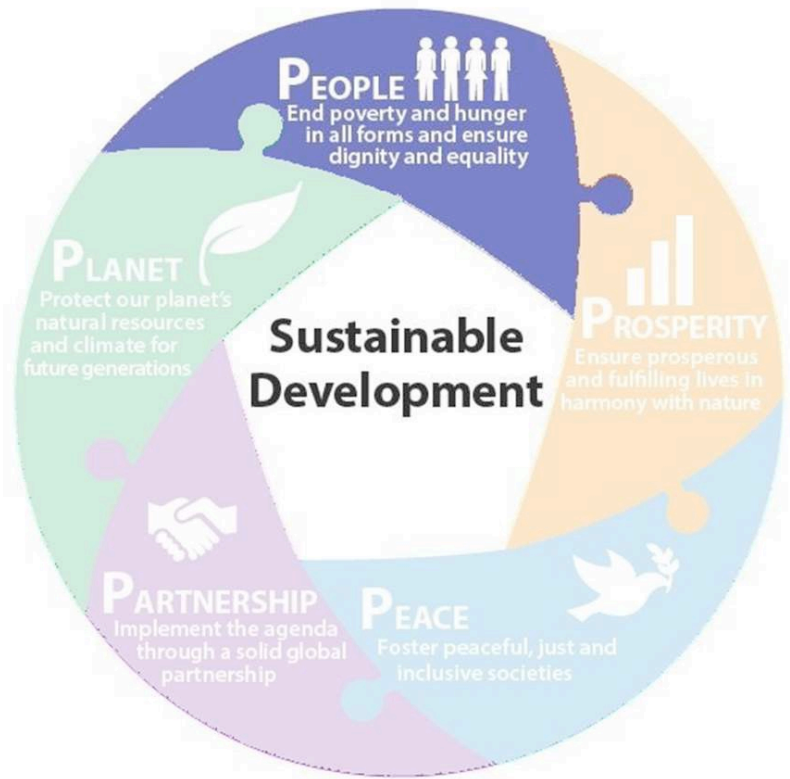 PEOPLE
End poverty and hunger
in all forms and ensure
dignity and equality
PROSPERITY
Ensure prosperous
and fulfilling lives in
harmony with nature
PEACE
Foster peaceful, just and
inclusive societies
PARTNERSHIP
Implement the agenda
through a solid global
partnership
PLANET
Protect our planet's
natural resources
and climate for
future generations
Sustainable
Development